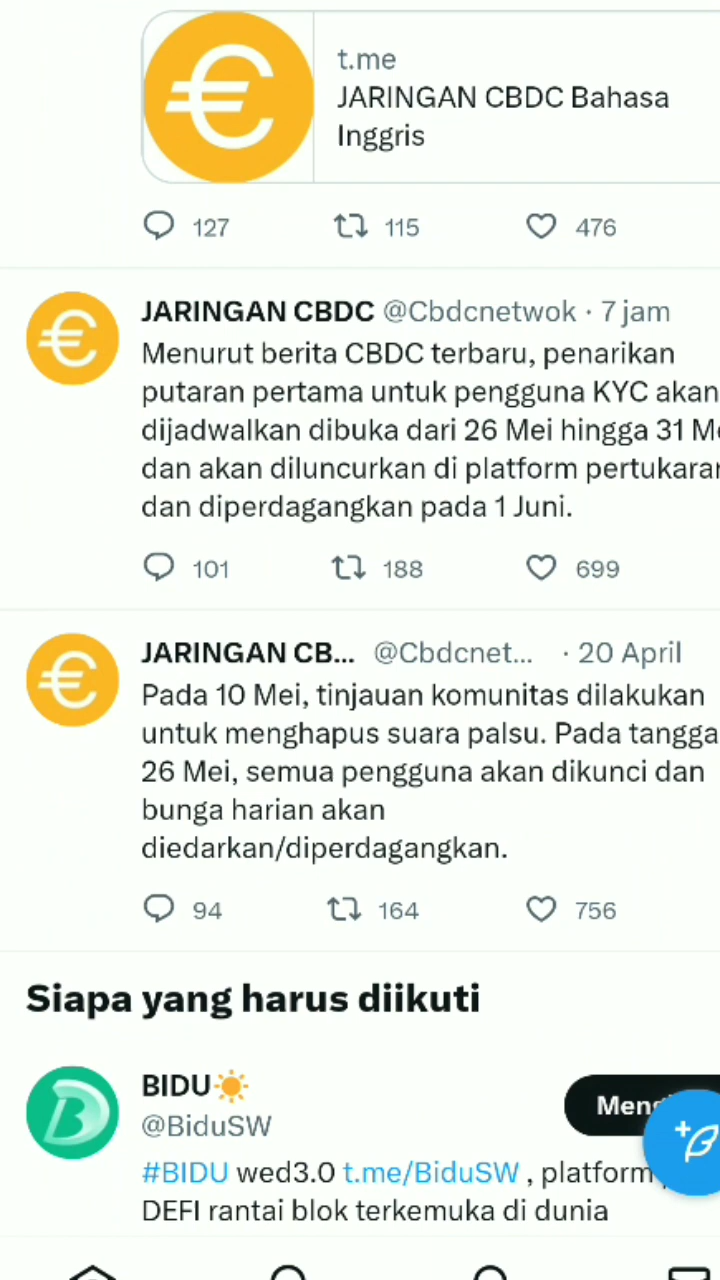 t.me
JARINGAN CBDC Bahasa
Inggris
127 115 476
JARINGAN CBDC @Cbdcnetwok · 7 jam
Menurut berita CBDC terbaru, penarikan
putaran pertama untuk pengguna KYC akan
dijadwalkan dibuka dari 26 Mei hingga 31
dan akan diluncurkan di platform
dan diperdagangkan pada 1 Juni.
101 188 699
JARINGAN CB... @Cbdcnet... · 20 April
Pada 10 Mei, tinjauan komunitas dilakukan
untuk menghapus suara palsu. Pada
26 Mei, semua pengguna akan dikunci dan
bunga harian akan
diedarkan/diperdagangkan.
94 164 756
Siapa yang harus diikuti
BIDU☀️
@BiduSW
#BIDU wed3.0 t.me/BiduSW , platform
DEFI rantai blok terkemuka di dunia